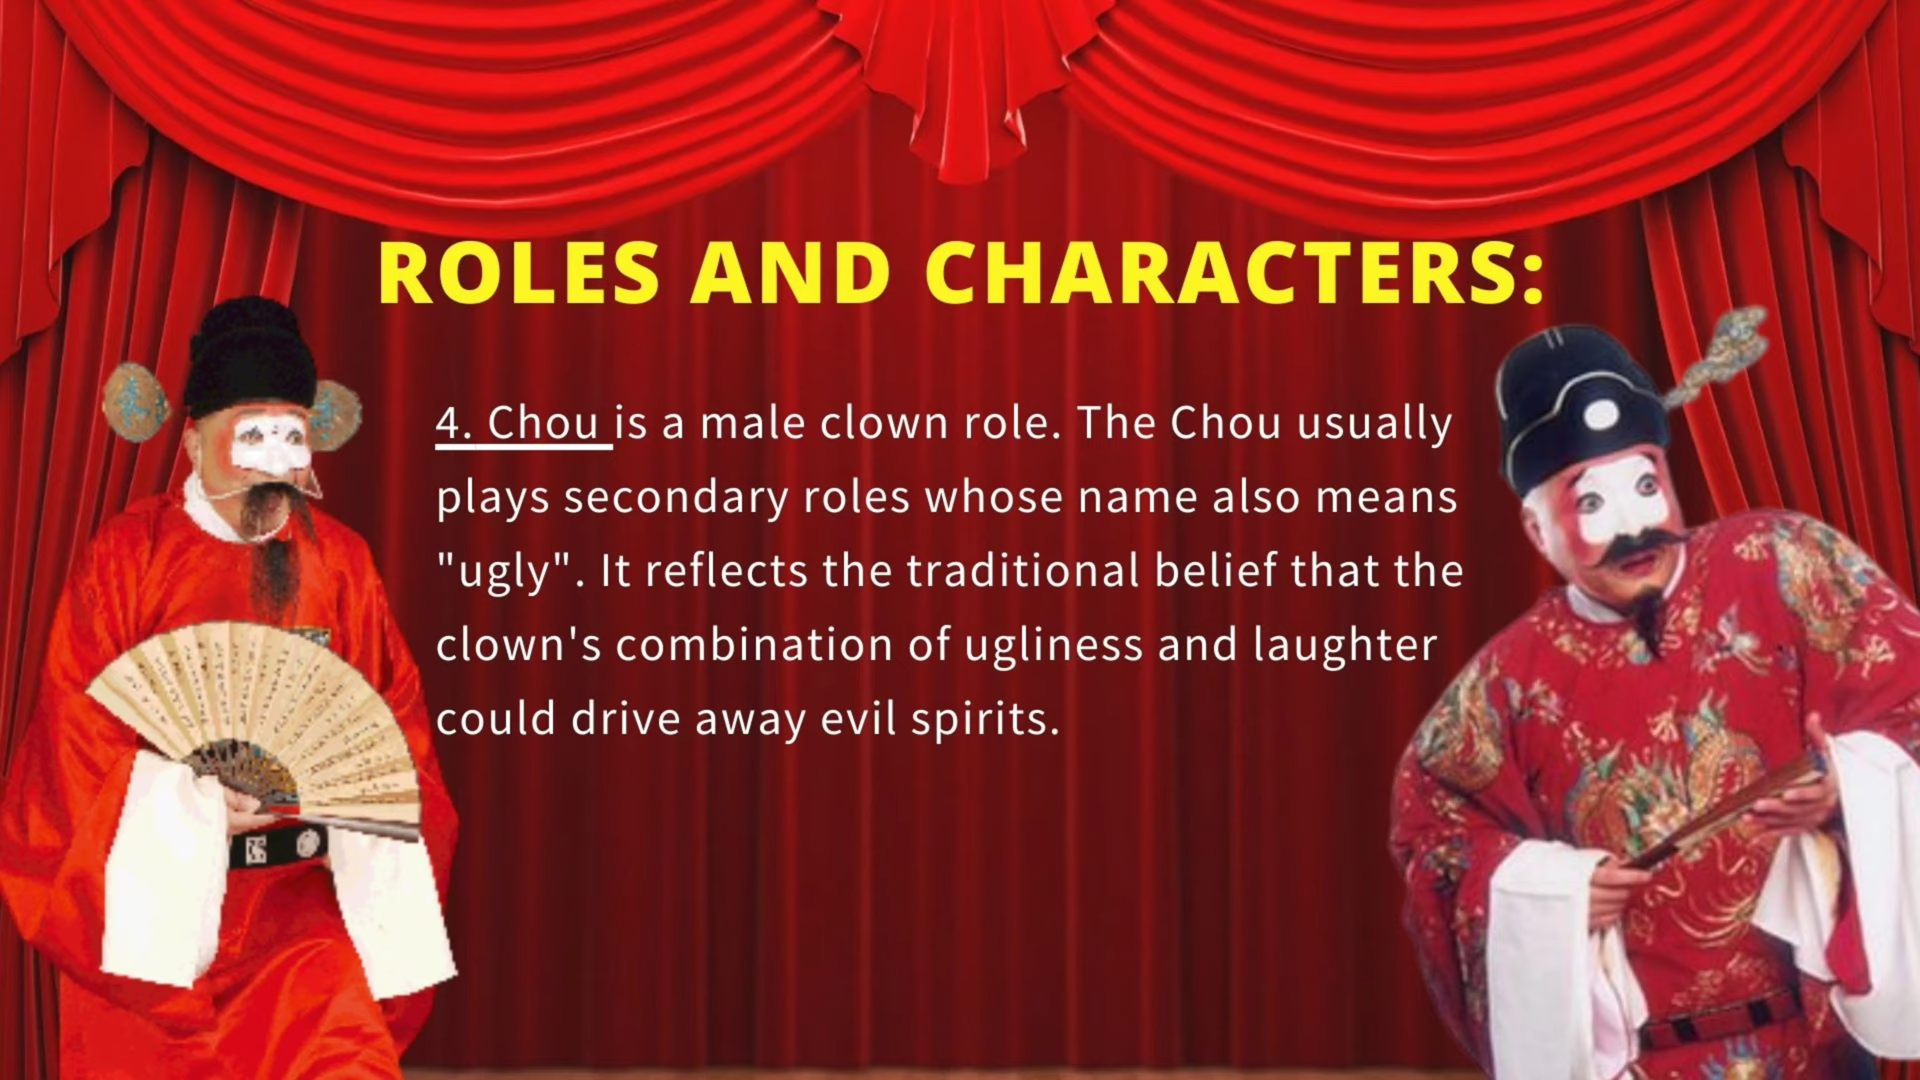 ROLES AND CHARACTERS:
4. Chou is a male clown role. The Chou usually
plays secondary roles whose name also means
"ugly". It reflects the traditional belief that the
clown's combination of ugliness and laughter
could drive away evil spirits.